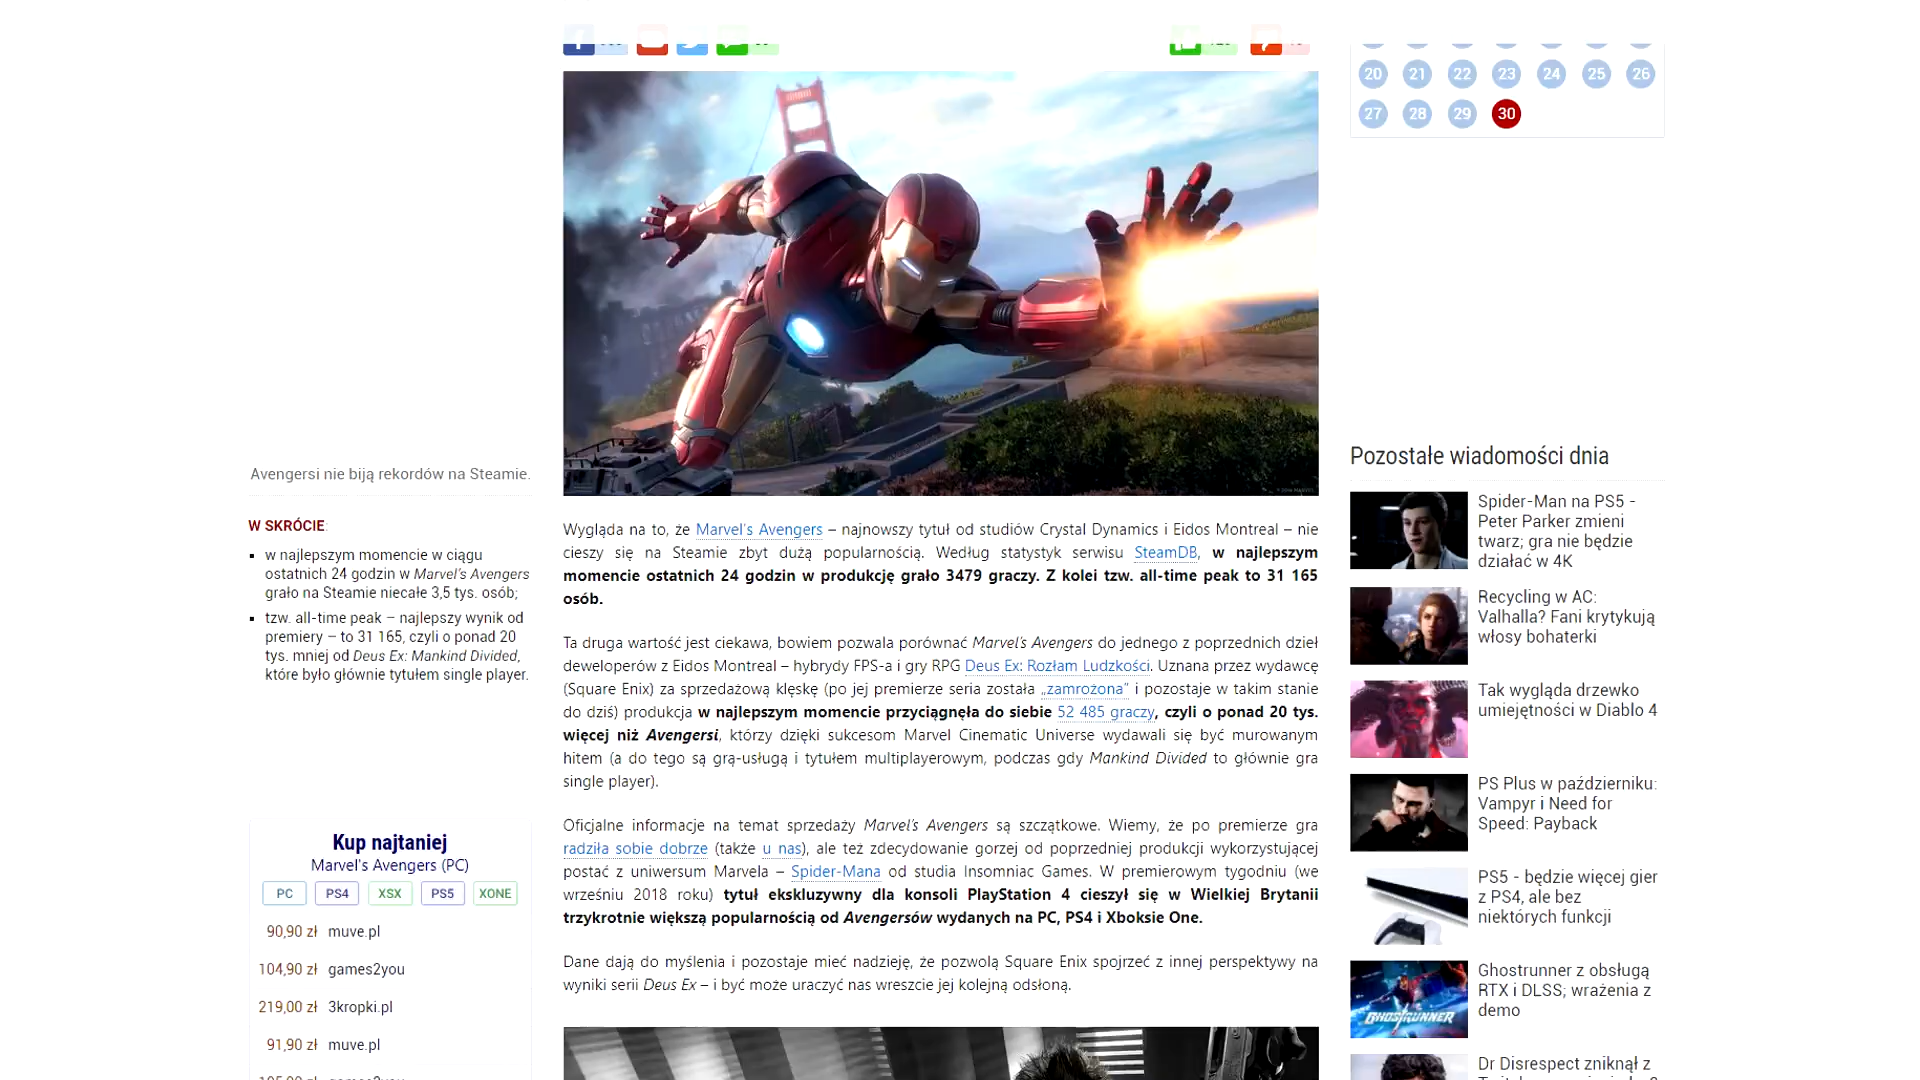 20 21 22 23 24 25 26
27 28 29 30
Avengersi nie biją rekordów na Steamie.
W SKRÓCIE
▪ w najlepszym momencie w ciągu
ostatnich 24 godzin w Marvel's Avengers
grało na Steamie niecałe 3,5 tys. osób;
▪ tzw. all-time peak – najlepszy wynik od
premiery – to 31 165, czyli o ponad 20
tys. mniej od Deus Ex: Mankind Divided,
które było głównie tytułem single player.
Kup najtaniej
Marvel's Avengers (PC)
PC PS4 XSX PS5 XONE
90,90 zł muve.pl
104,90 zł games2you
219,00 zł 3kropki.pl
91,90 zł muve.pl
Wygląda na to, że Marvel's Avengers – najnowszy tytuł od studiów Crystal Dynamics i Eidos Montreal – nie
cieszy się na Steamie zbyt dużą popularnością. Według statystyk serwisu SteamDB, w najlepszym
momencie ostatnich 24 godzin w produkcję grało 3479 graczy. Z kolei tzw. all-time peak to 31 165
osób.
Ta druga wartość jest ciekawa, bowiem pozwala porównać Marvel's Avengers do jednego z poprzednich dzieł
deweloperów z Eidos Montreal – hybrydy FPS-a i gry RPG Deus Ex: Rozłam Ludzkości. Uznana przez wydawcę
(Square Enix) za sprzedażową klęskę (po jej premierze seria została „zamrożona” i pozostaje w takim stanie
do dziś) produkcja w najlepszym momencie przyciągnęła do siebie 52 485 graczy, czyli o ponad 20 tys.
więcej niż Avengersi, którzy dzięki sukcesom Marvel Cinematic Universe wydawali się być murowanym
hitem (a do tego są grą-usługą i tytułem multiplayerowym, podczas gdy Mankind Divided to głównie gra
single player).
Oficjalne informacje na temat sprzedaży Marvel's Avengers są szczątkowe. Wiemy, że po premierze gra
radziła sobie dobrze (także u nas), ale też zdecydowanie gorzej od poprzedniej produkcji wykorzystującej
postać z uniwersum Marvela – Spider-Mana od studia Insomniac Games. W premierowym tygodniu (we
wrześniu 2018 roku) tytuł ekskluzywny dla konsoli PlayStation 4 cieszył się w Wielkiej Brytanii
trzykrotnie większą popularnością od Avengersów wydanych na PC, PS4 i Xboksie One.
Dane dają do myślenia i pozostaje mieć nadzieję, że pozwolą Square Enix spojrzeć z innej perspektywy na
wyniki serii Deus Ex – i być może uraczyć nas wreszcie jej kolejną odsłoną.
Pozostałe wiadomości dnia
Spider-Man na PS5 -
Peter Parker zmieni
twarz; gra nie będzie
działać w 4K
Recycling w AC:
Valhalla? Fani krytykują
włosy bohaterki
Tak wygląda drzewko
umiejętności w Diablo 4
PS Plus w październiku:
Vampyr i Need for
Speed: Payback
PS5 - będzie więcej gier
z PS4, ale bez
niektórych funkcji
GHOSTRUNNER
Ghostrunner z obsługą
RTX i DLSS; wrażenia z
demo
Dr Disrespect zniknął z